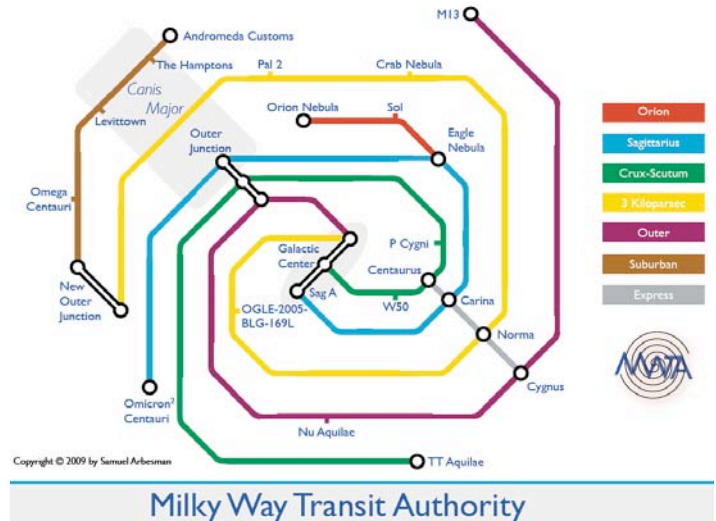 M13
Andromeda Customs
The Hamptons
Pal 2
Crab Nebula
Canis
Major
Levittown
Orion Nebula
Sol
Outer
Junction
Eagle
Nebula
Orion
Sagittarius
Crux-Scutum
3 Kiloparsec
Outer
Suburban
Express
Omega
Centauri
P Cygni
Galactic
Center
Centaurus
New
Outer
Junction
Sag A
OGLE-2005-
BLG-169L
W50
Carina
Norma
MWTA
Cygnus
Omicron²
Centauri
Nu Aquilae
Copyright © 2009 by Samuel Arbesman
TT Aquilae
Milky Way Transit Authority